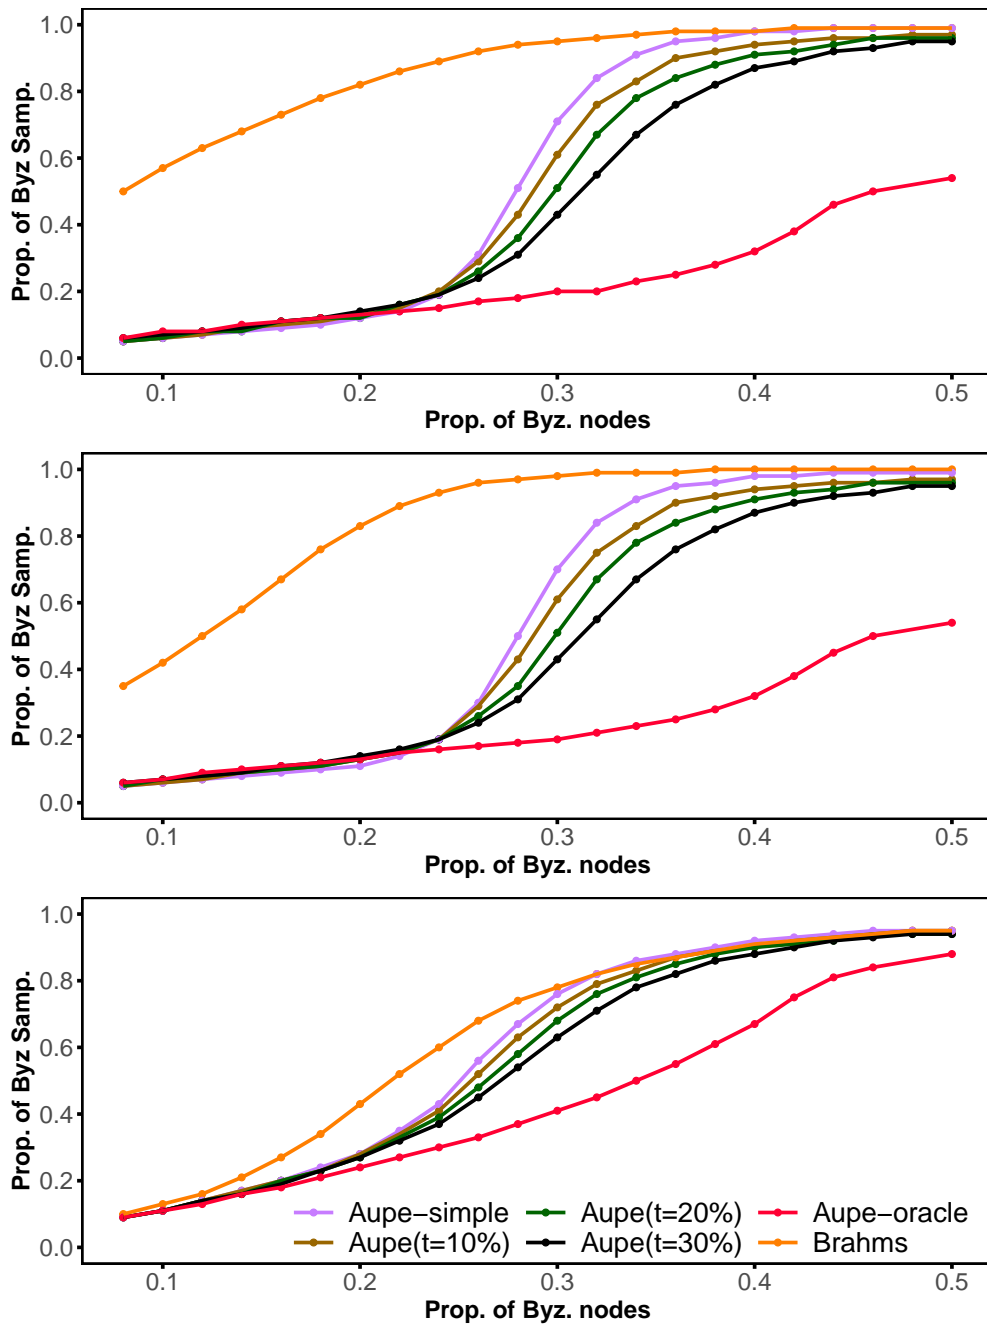 1.0
0.8
0.6
0.4
0.2
0.0
Prop. of Byz Samp.
0.1 0.2 0.3 0.4 0.5
Prop. of Byz. nodes
1.0
0.8
0.6
0.4
0.2
0.0
Prop. of Byz Samp.
0.1 0.2 0.3 0.4 0.5
Prop. of Byz. nodes
1.0
0.8
0.6
0.4
0.2
0.0
Prop. of Byz Samp.
Aupe−simple Aupe(t=20%) Aupe−oracle
Aupe(t=10%) Aupe(t=30%) Brahms
0.1 0.2 0.3 0.4 0.5
Prop. of Byz. nodes